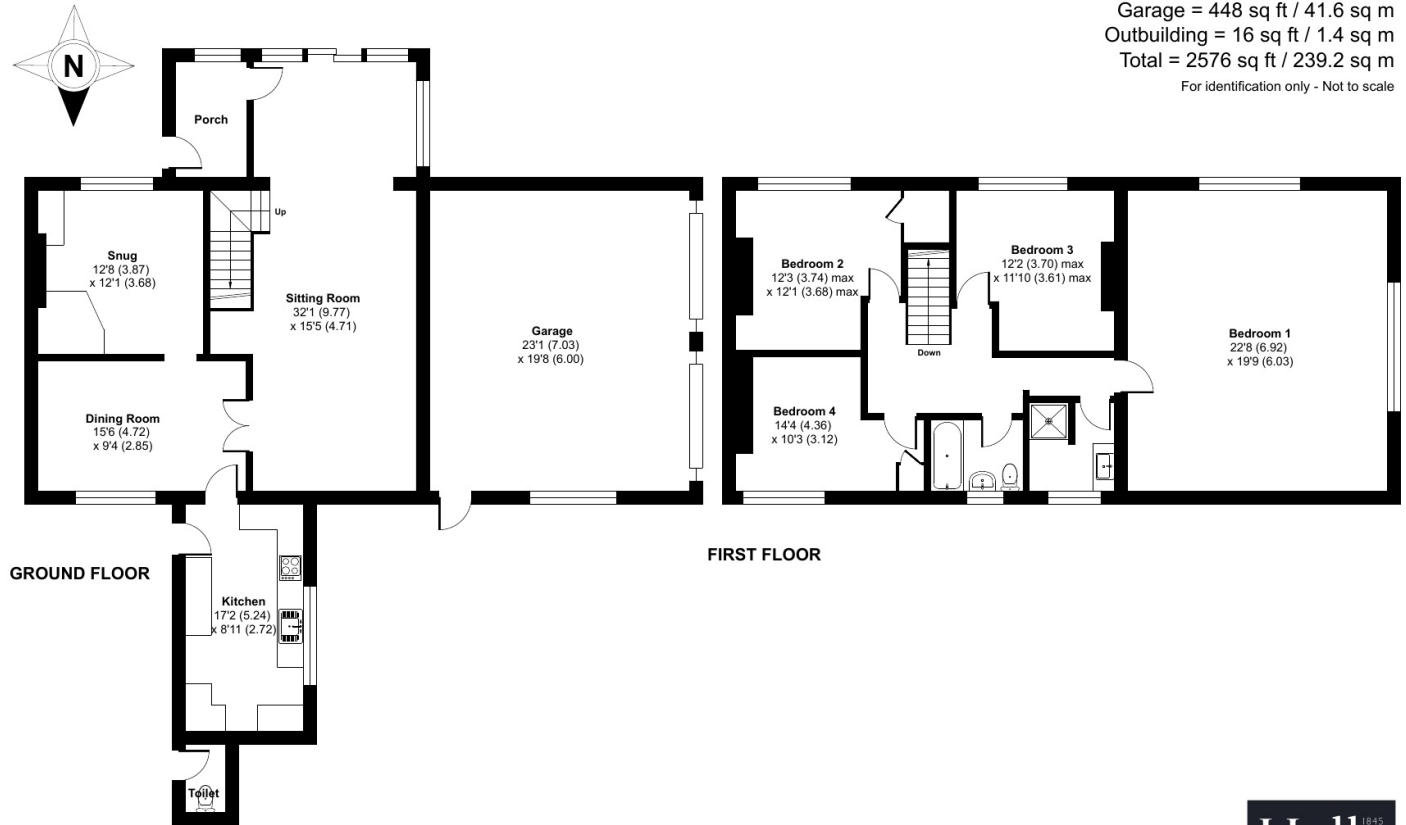 Garage = 448 sq ft / 41.6 sq m
Outbuilding = 16 sq ft / 1.4 sq m
Total = 2576 sq ft / 239.2 sq m
For identification only - Not to scale
N
Porch
Up
Snug
12'8 (3.87)
x 12'1 (3.68)
Sitting Room
32'1 (9.77)
x 15'5 (4.71)
Garage
23'1 (7.03)
x 19'8 (6.00)
Dining Room
15'6 (4.72)
x 9'4 (2.85)
Kitchen
17'2 (5.24)
x 8'11 (2.72)
Toilet
GROUND FLOOR
Bedroom 2
12'3 (3.74) max
x 12'1 (3.68) max
Bedroom 3
12'2 (3.70) max
x 11'10 (3.61) max
Bedroom 1
22'8 (6.92)
x 19'9 (6.03)
Down
Bedroom 4
14'4 (4.36)
x 10'3 (3.12)
FIRST FLOOR
1845